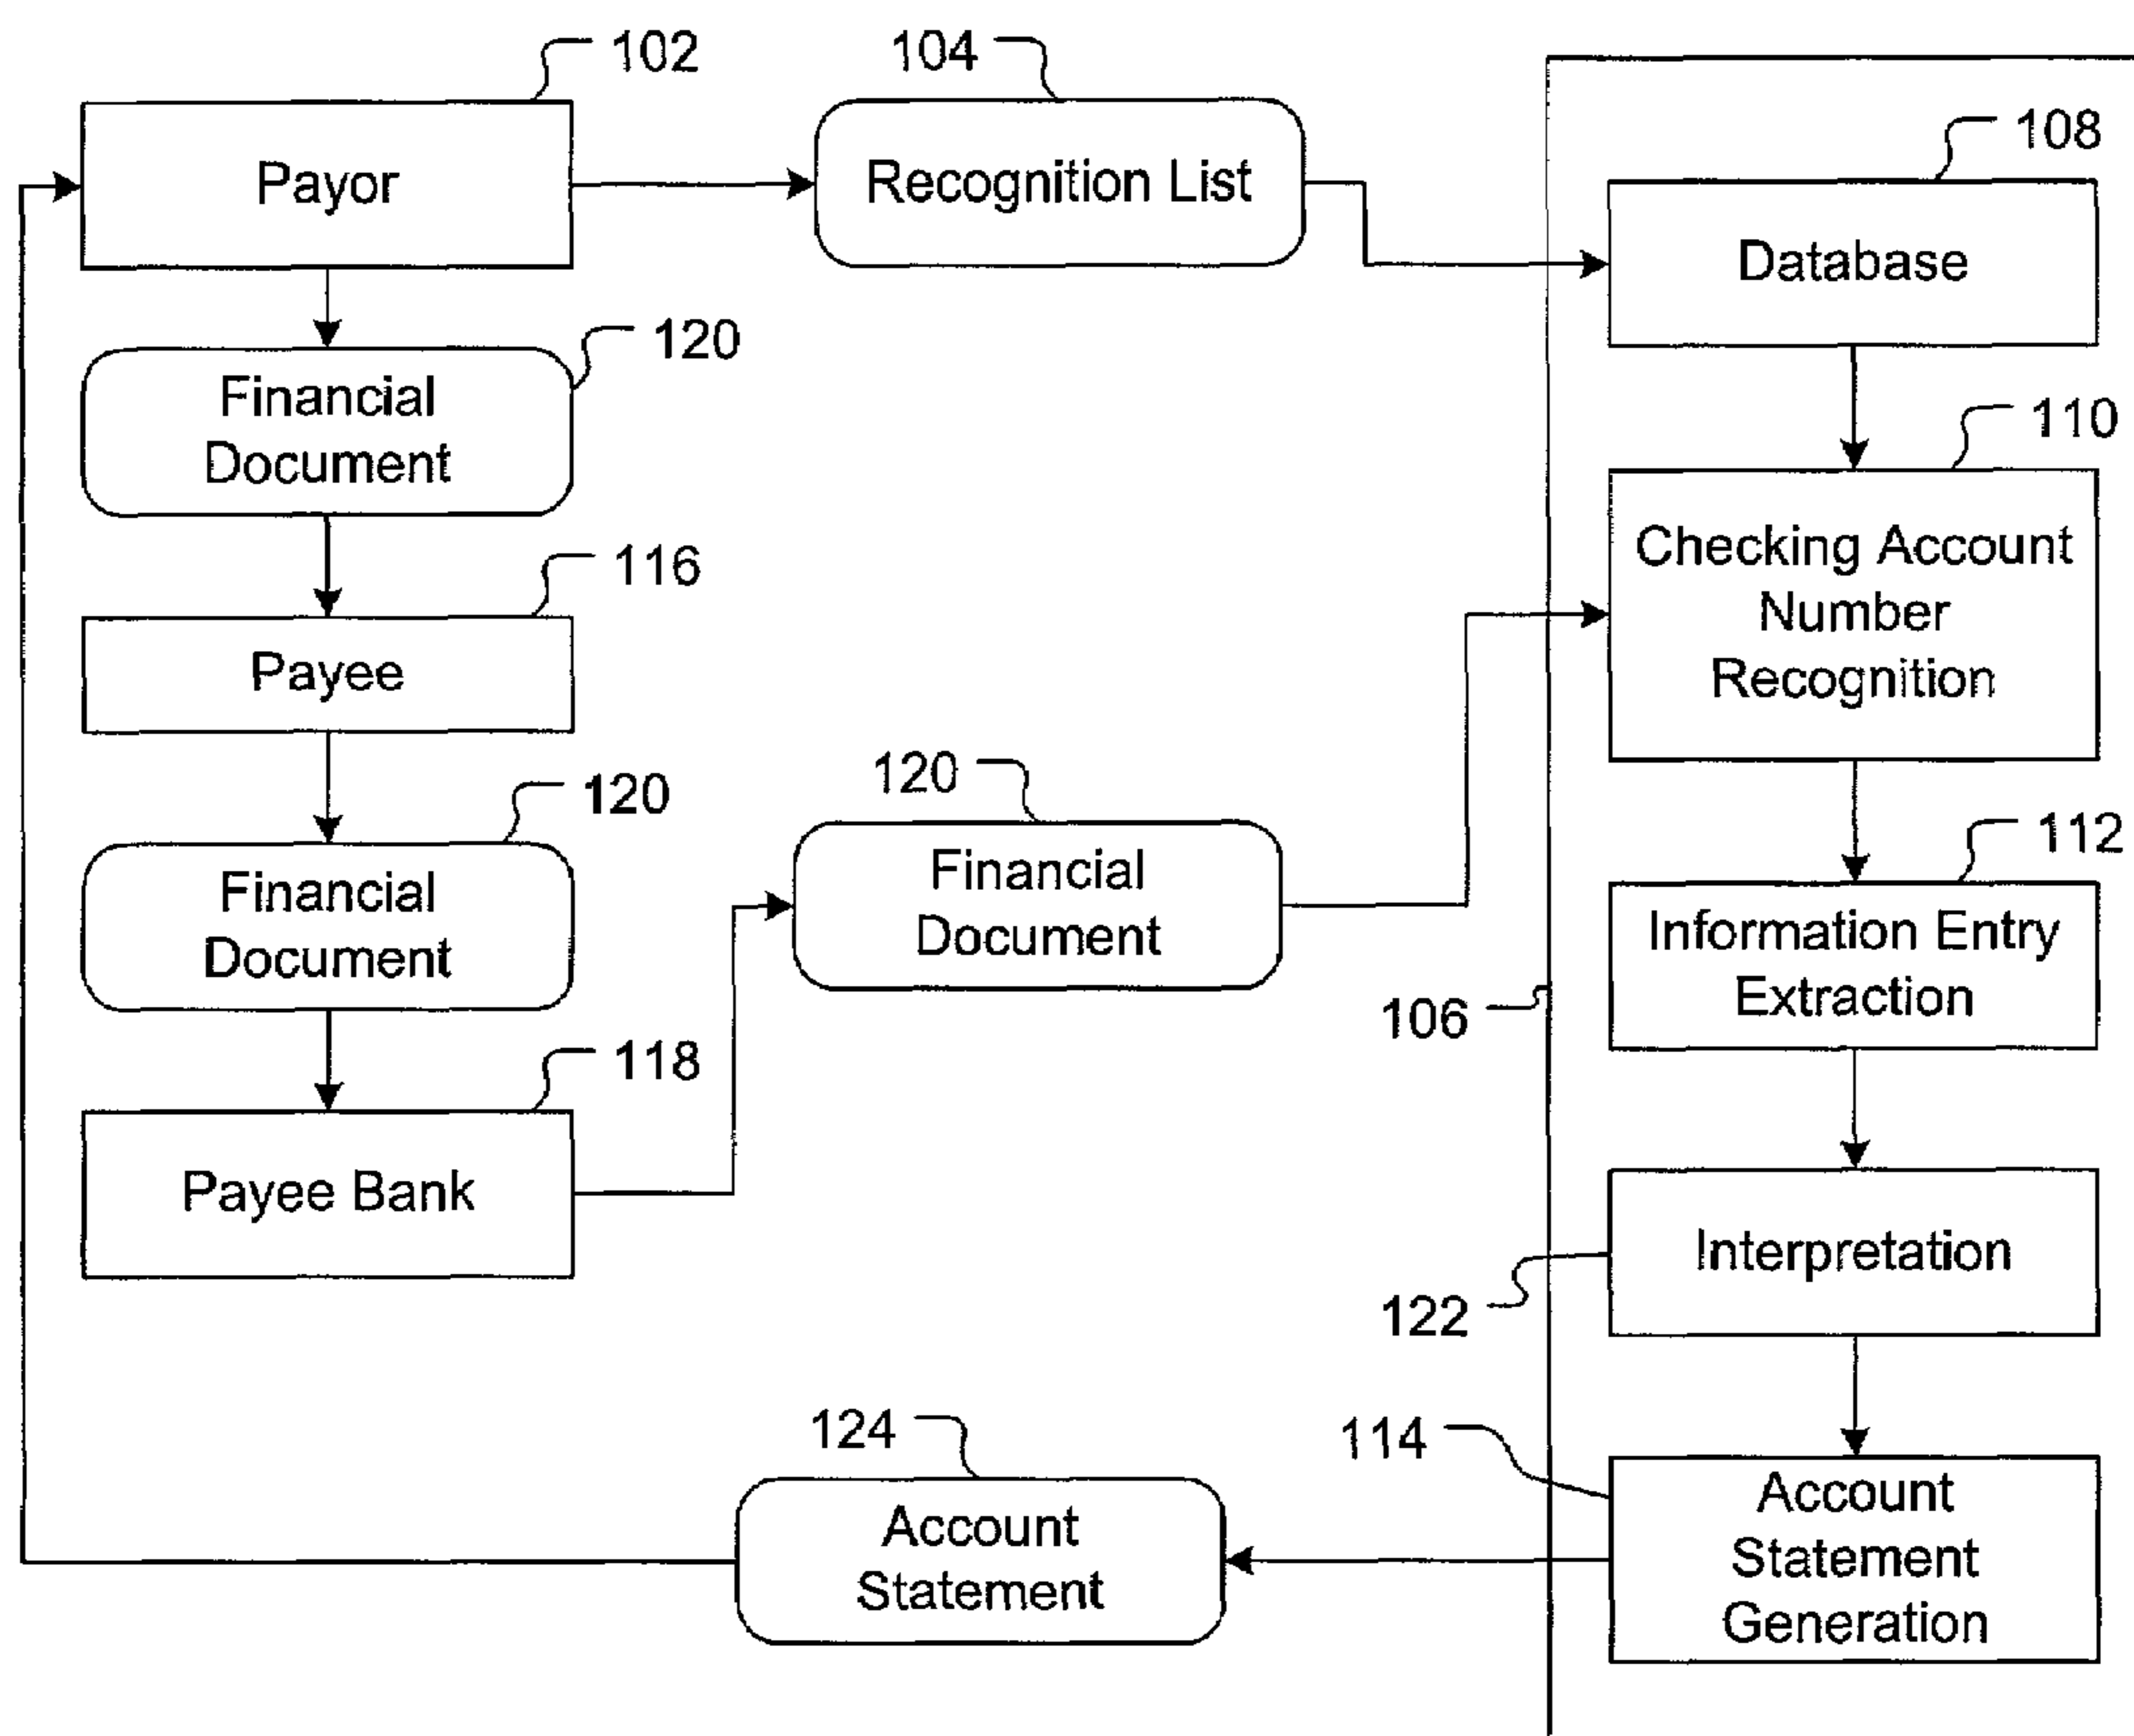 102
104
108
Payor
Recognition List
Database
120
110
Financial
Document
Checking Account
Number
Recognition
116
Payee
120
120
112
Financial
Document
Financial
Document
Information Entry
Extraction
106
118
Payee Bank
Interpretation
122
124
114
Account
Statement
Account
Statement
Generation